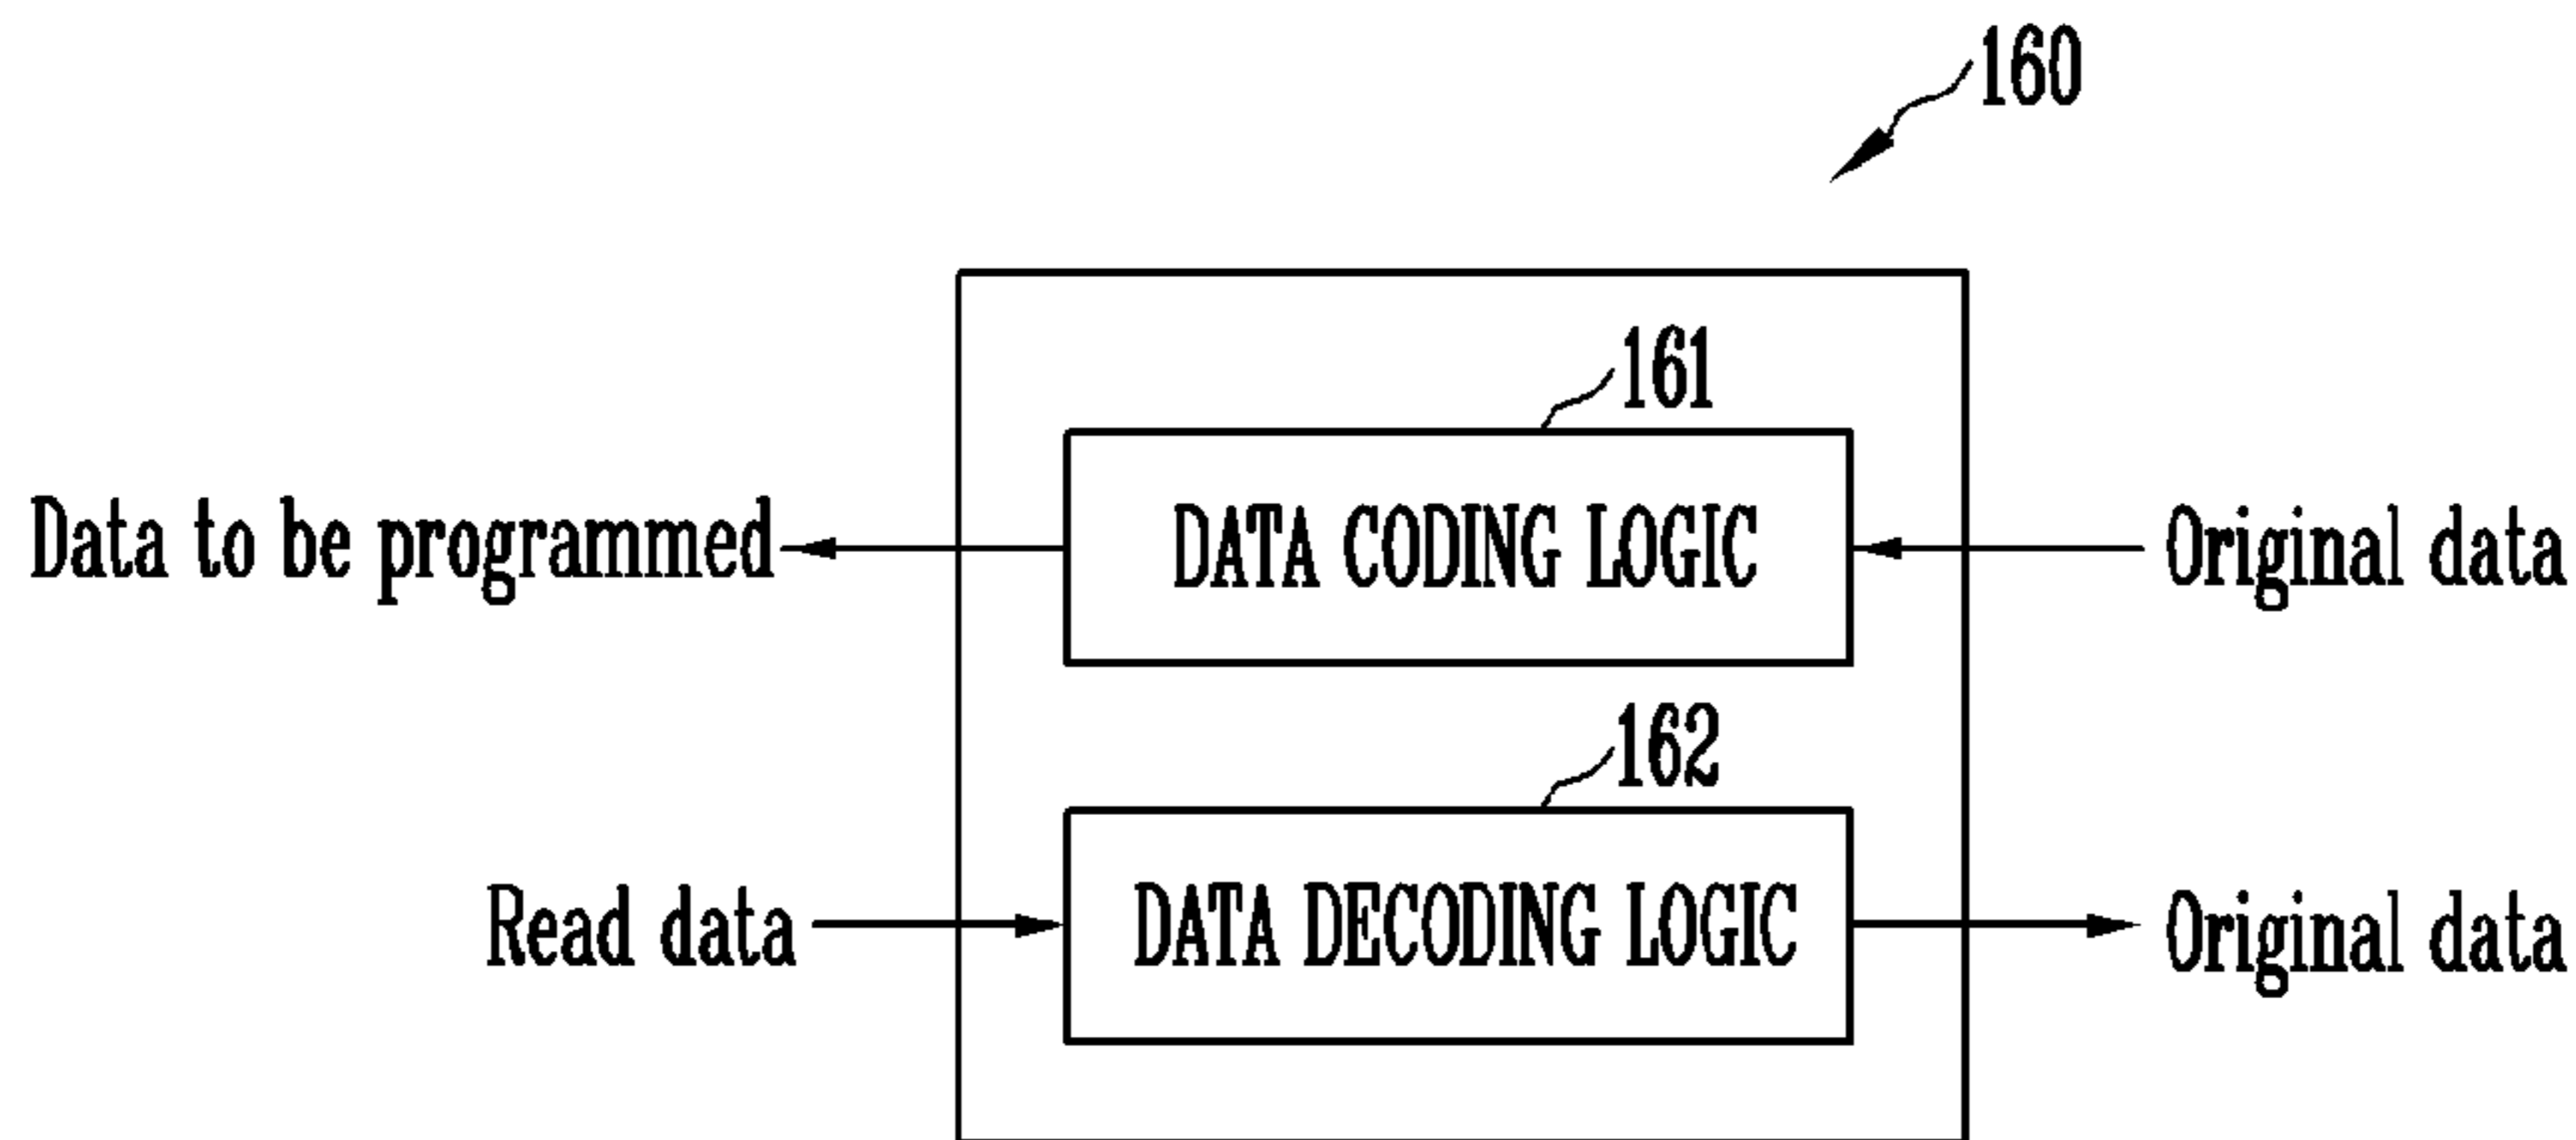 160
161
Data to be programmed DATA CODING LOGIC Original data
162
Read data DATA DECODING LOGIC Original data